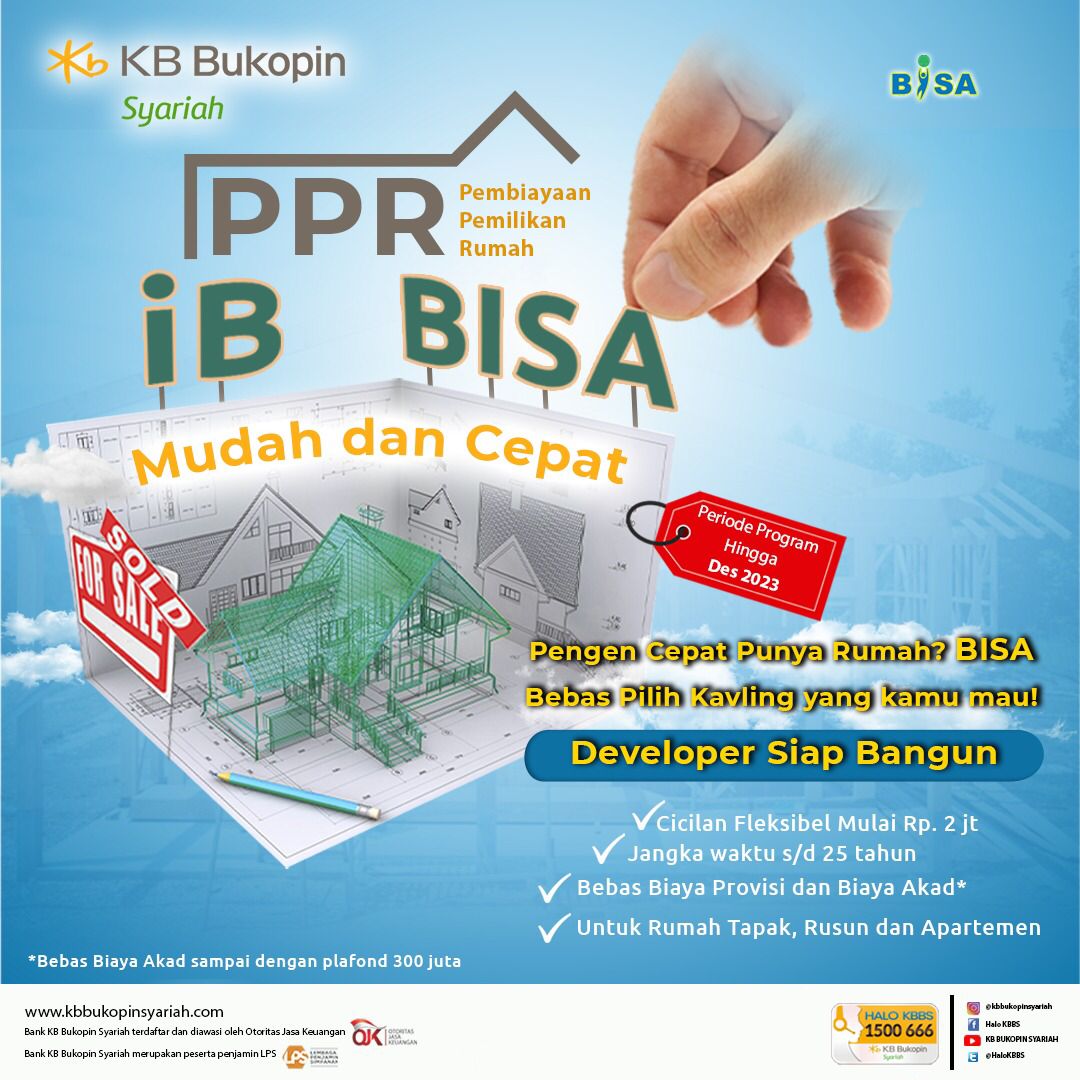 KB Bukopin
Syariah
BISA
PPR
Pembiayaan
Pemilikan
Rumah
iB BISA
Mudah dan Cepat
SOLD
FOR SALE
Periode Program
Hingga
Des 2023
Pengen Cepat Punya Rumah? BISA
Bebas Pilih Kavling yang kamu mau!
Developer Siap Bangun
Cicilan Fleksibel Mulai Rp. 2 jt
Jangka waktu s/d 25 tahun
Bebas Biaya Provisi dan Biaya Akad*
Untuk Rumah Tapak, Rusun dan Apartemen
*Bebas Biaya Akad sampai dengan plafond 300 juta
www.kbbukopinsyariah.com
Bank KB Bukopin Syariah terdaftar dan diawasi oleh Otoritas Jasa Keuangan
OJK
OTORITAS
JASA
KEUANGAN
Bank KB Bukopin Syariah merupakan peserta penjamin LPS
LPS
LEMBAGA
PENJAMIN
SIMPANAN
HALO KBBS
1500 666
KB Bukopin
Syariah
@kbbukopinsyariah
Halo KBBS
KB BUKOPIN SYARIAH
@HaloKBBS